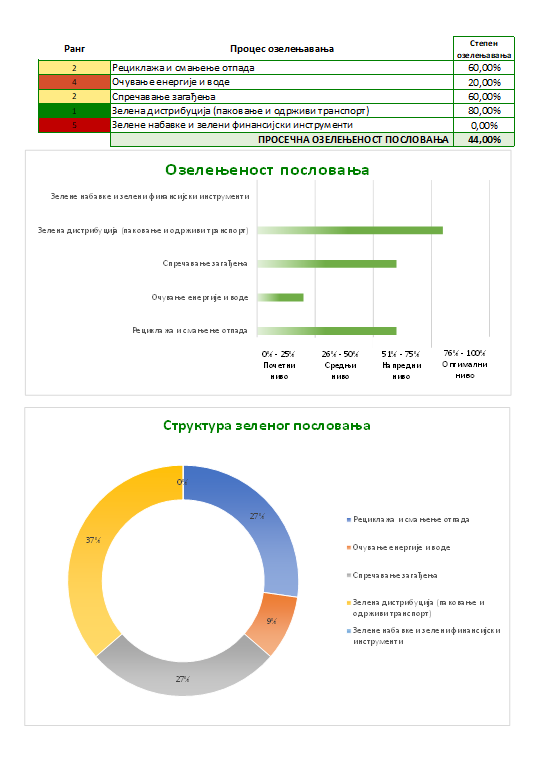 Ранг Процес озелењавања Степен озелењавања
2 Рециклажа и смањење отпада 60,00%
4 Очување енергије и воде 20,00%
2 Спречавање загађења 60,00%
1 Зелена дистрибуција (паковање и одрживи транспорт) 80,00%
5 Зелене набавке и зелени финансијски инструменти 0,00%
ПРОСЕЧНА ОЗЕЛЕЊЕНОСТ ПОСЛОВАЊА 44,00%
Озелењеност пословања
Зелене набавке и зелени финансијски инструменти
Зелена дистрибуција (паковање и одрживи транспорт)
Спречавање загађења
Очување енергије и воде
Рециклажа и смањење отпада
0% - 25% 26% - 50% 51% - 75% 76% - 100%
Почетни Средњи Напредни Оптимални
ниво ниво ниво ниво
Структура зеленог пословања
0%
27%
37%
9%
27%
Рециклажа и смањење отпада
Очување енергије и воде
Спречавање загађења
Зелена дистрибуција (паковање и
одрживи транспорт)
Зелене набавке и зелени финансијски
инструменти